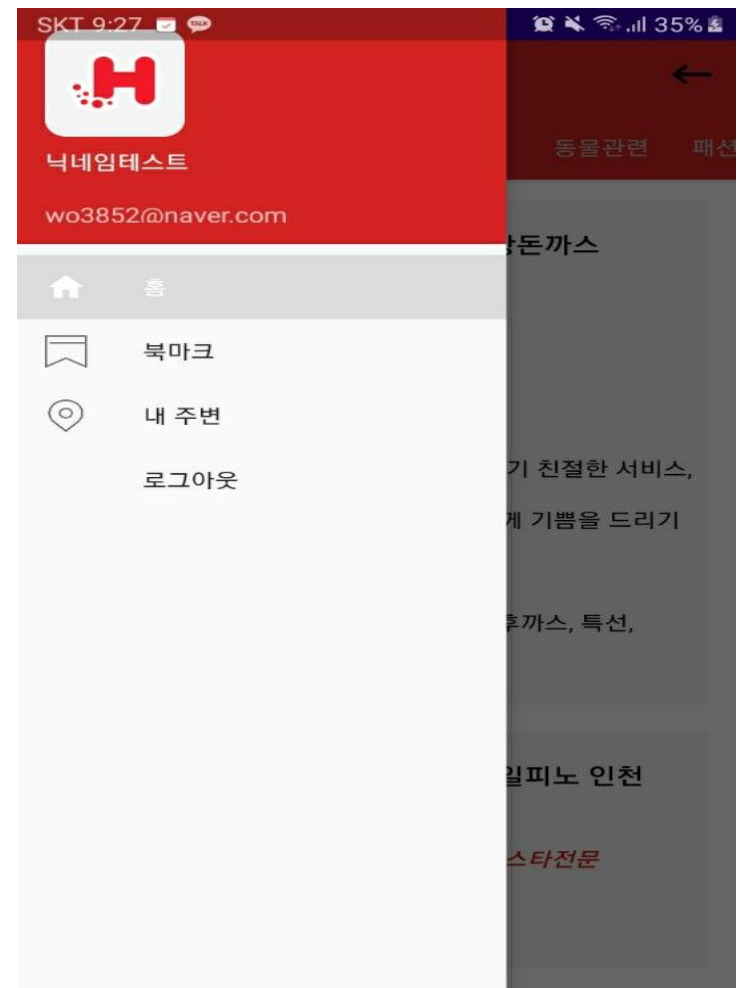 SKT 9:27 TALK 35%
H
동물관련 패션
닉네임테스트
wo3852@naver.com
돈까스
홈
북마크
내 주변
로그아웃
기 친절한 서비스,
게 기쁨을 드리기
후까스, 특선,
일피노 인천
스타전문